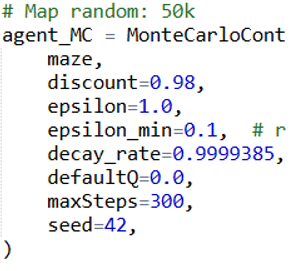 # Map random: 50k
agent_MC = MonteCarloCont
maze,
discount=0.98,
epsilon=1.0,
epsilon_min=0.1,  # r
decay_rate=0.9999385,
defaultQ=0.0,
maxSteps=300,
seed=42,
)